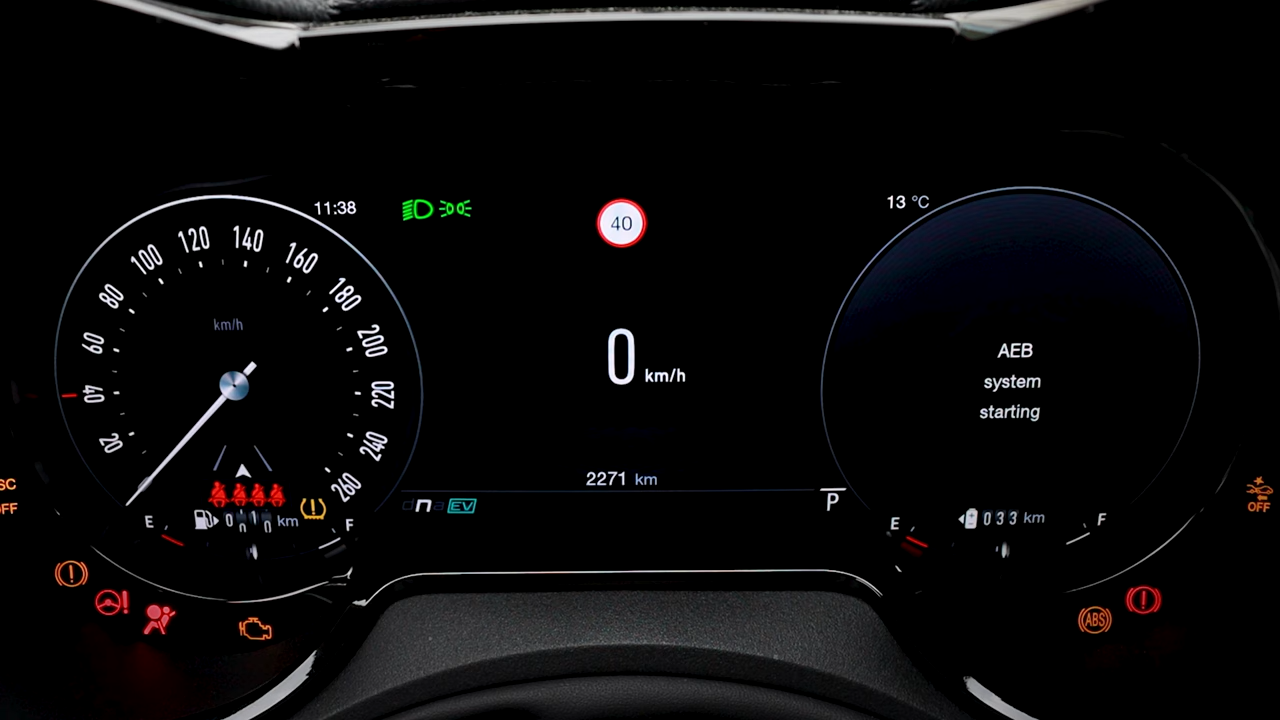 11:38
40
13 °C
20
40
60
80
100
120
140
160
180
200
220
240
260
km/h
0 km/h
AEB
system
starting
2271 km
dna EV
P
E
km
F
E
033 km
F
SC
OFF
ABS